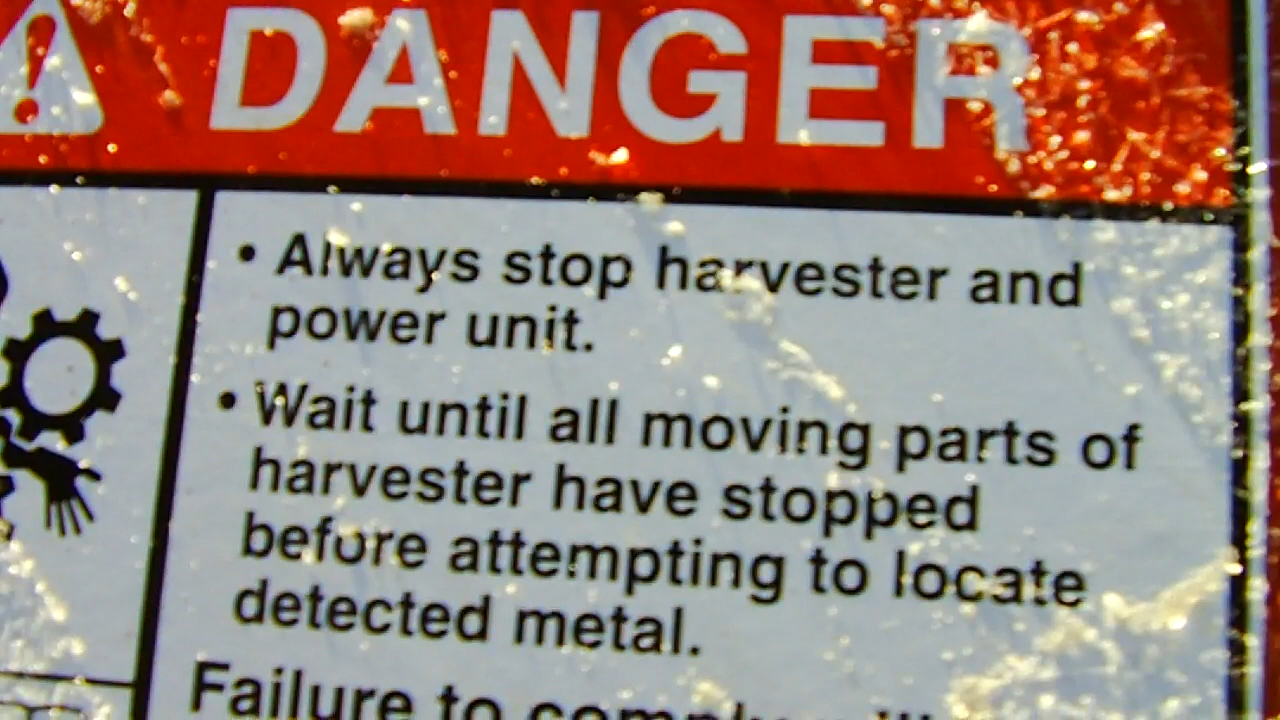 DANGER
• Always stop harvester and
power unit.
• Wait until all moving parts of
harvester have stopped
before attempting to locate
detected metal.
Failure to comply will